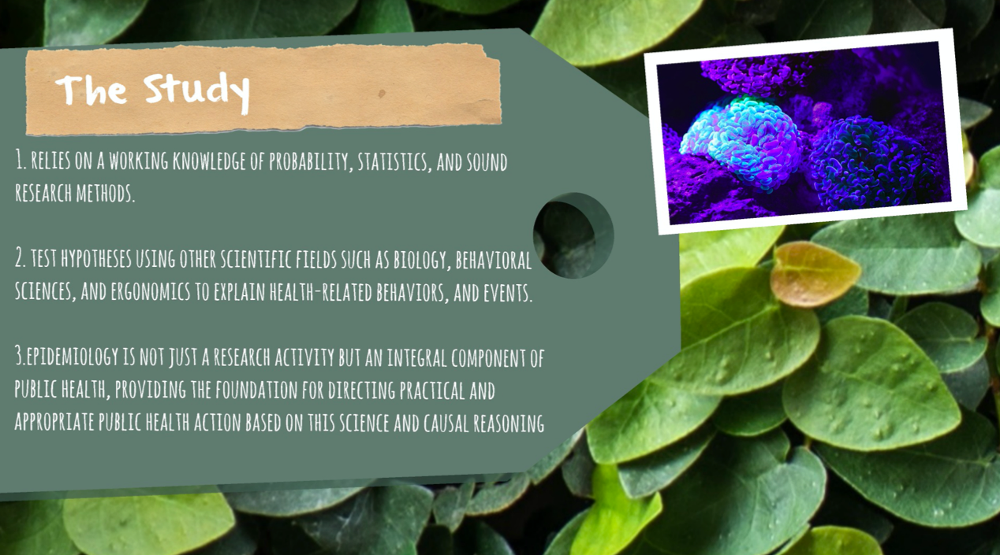 The Study
1. RELIES ON A WORKING KNOWLEDGE OF PROBABILITY, STATISTICS, AND SOUND
RESEARCH METHODS.
2. TEST HYPOTHESES USING OTHER SCIENTIFIC FIELDS SUCH AS BIOLOGY, BEHAVIORAL
SCIENCES, AND ERGONOMICS TO EXPLAIN HEALTH-RELATED BEHAVIORS, AND EVENTS.
3.EPIDEMIOLOGY IS NOT JUST A RESEARCH ACTIVITY BUT AN INTEGRAL COMPONENT OF
PUBLIC HEALTH, PROVIDING THE FOUNDATION FOR DIRECTING PRACTICAL AND
APPROPRIATE PUBLIC HEALTH ACTION BASED ON THIS SCIENCE AND CAUSAL REASONING